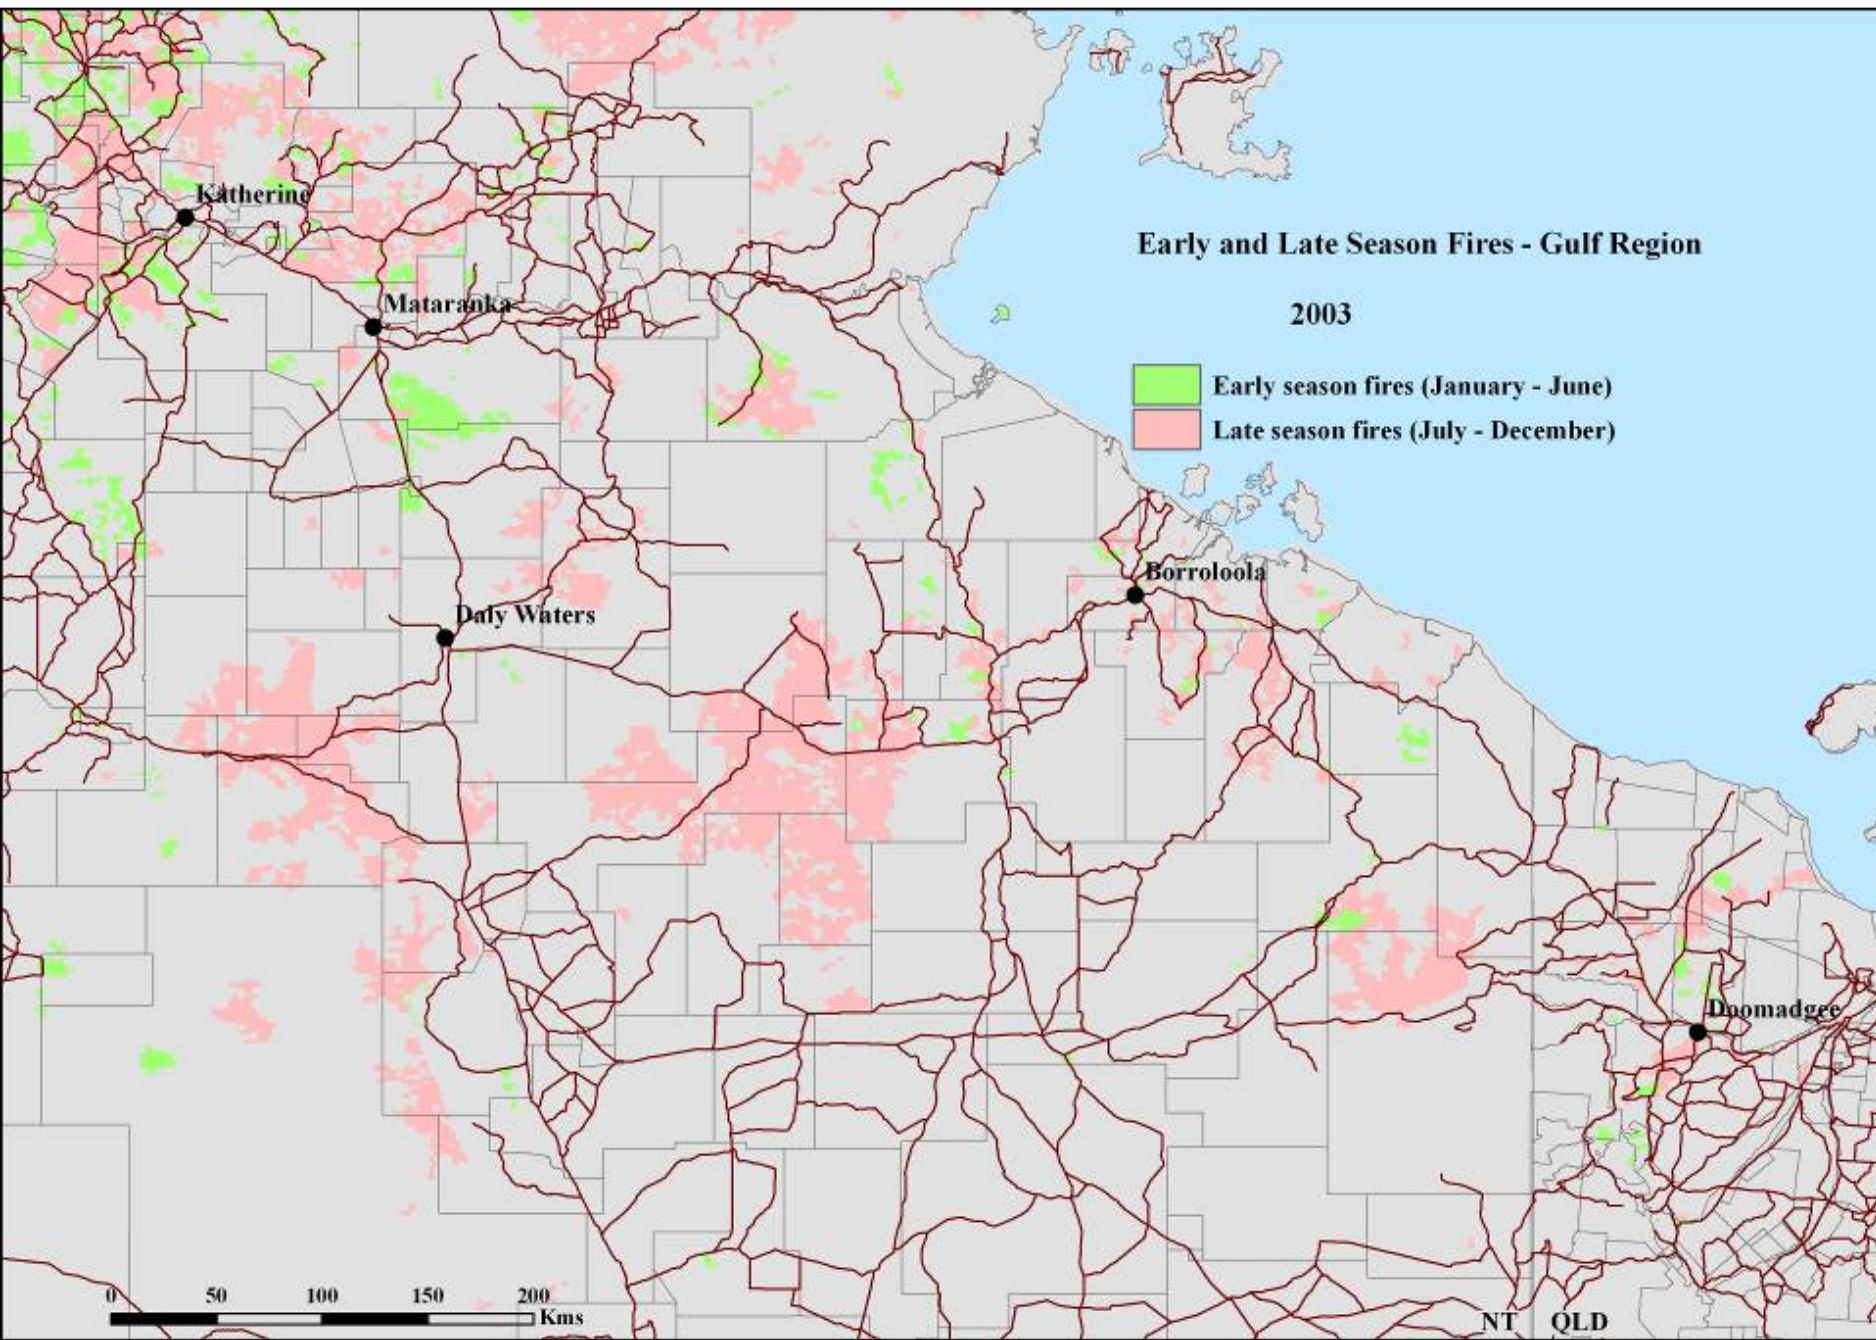 Katherine
Early and Late Season Fires - Gulf Region
Mataranka
2003
Early season fires (January - June)
Late season fires (July - December)
Borroloola
Daly Waters
Doomadgee
0 50 100 150 200
Kms
NT QLD